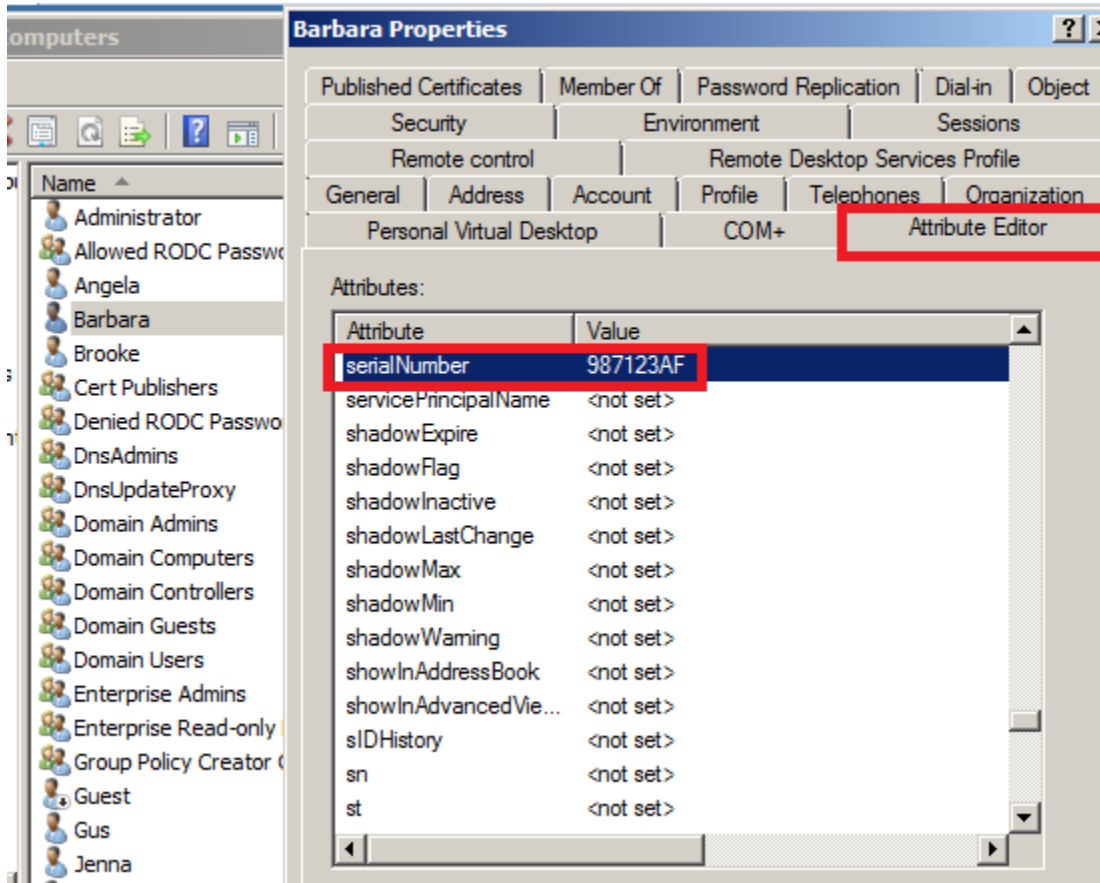 omputers
Name
Administrator
Allowed RODC Passwo
Angela
Barbara
Brooke
Cert Publishers
Denied RODC Passwo
DnsAdmins
DnsUpdateProxy
Domain Admins
Domain Computers
Domain Controllers
Domain Guests
Domain Users
Enterprise Admins
Enterprise Read-only
Group Policy Creator
Guest
Gus
Jenna
Barbara Properties
Published Certificates Member Of Password Replication Dial-in Object
Security Environment Sessions
Remote control Remote Desktop Services Profile
General Address Account Profile Telephones Organization
Personal Virtual Desktop COM+ Attribute Editor
Attributes:
Attribute Value
serialNumber 987123AF
servicePrincipalName <not set>
shadowExpire <not set>
shadowFlag <not set>
shadowInactive <not set>
shadowLastChange <not set>
shadowMax <not set>
shadowMin <not set>
shadowWarning <not set>
showInAddressBook <not set>
showInAdvancedVie... <not set>
sIDHistory <not set>
sn <not set>
st <not set>